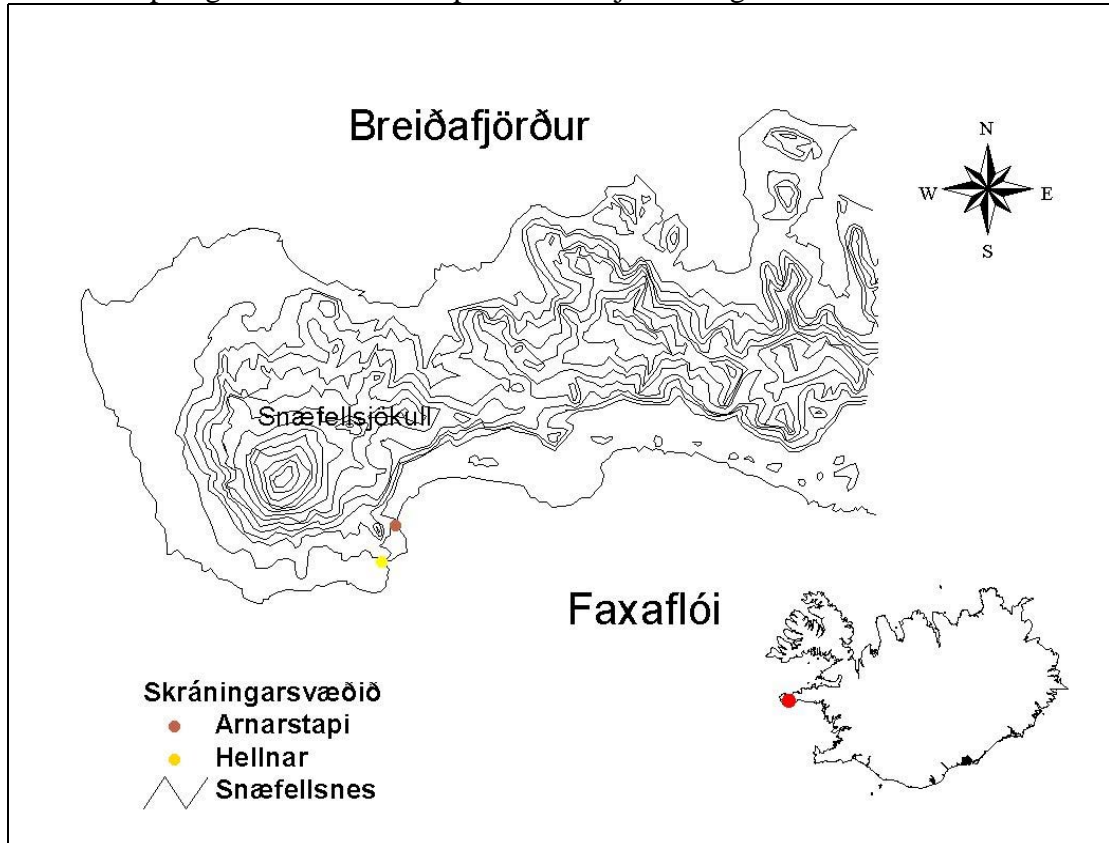 Breiðafjörður
N
W E
S
Snæfellsjökull
Faxaflói
Skráningarsvæðið
Arnarstapi
Hellnar
Snæfellsnes